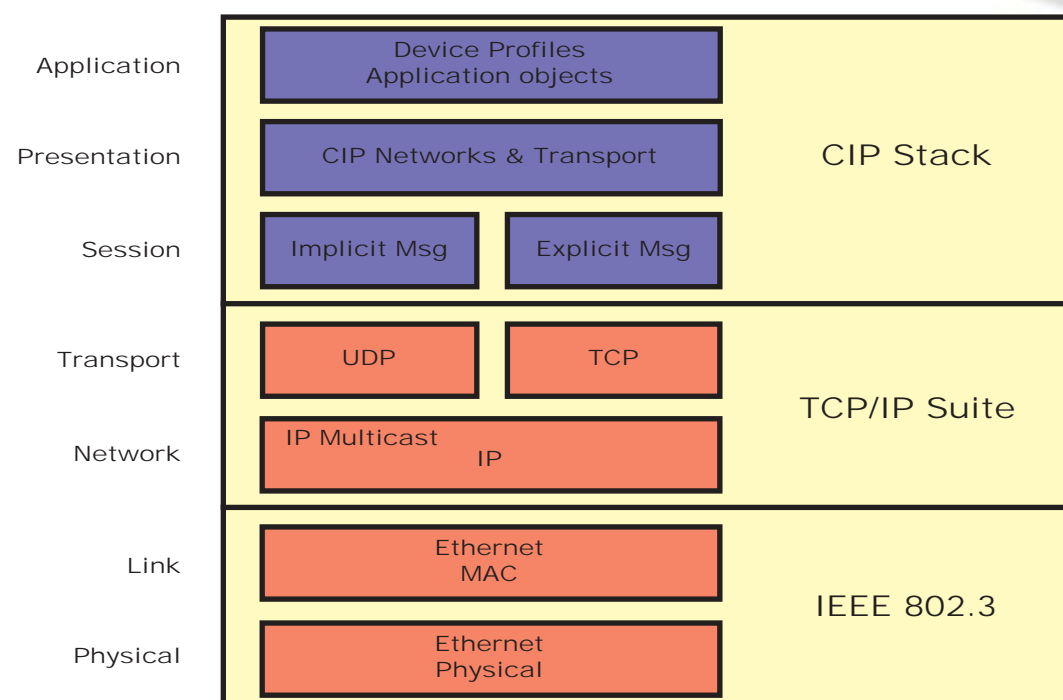 Application
Device Profiles
Application objects
Presentation
CIP Networks & Transport
CIP Stack
Session
Implicit Msg
Explicit Msg
Transport
UDP
TCP
TCP/IP Suite
Network
IP Multicast
IP
Link
Ethernet
MAC
IEEE 802.3
Physical
Ethernet
Physical